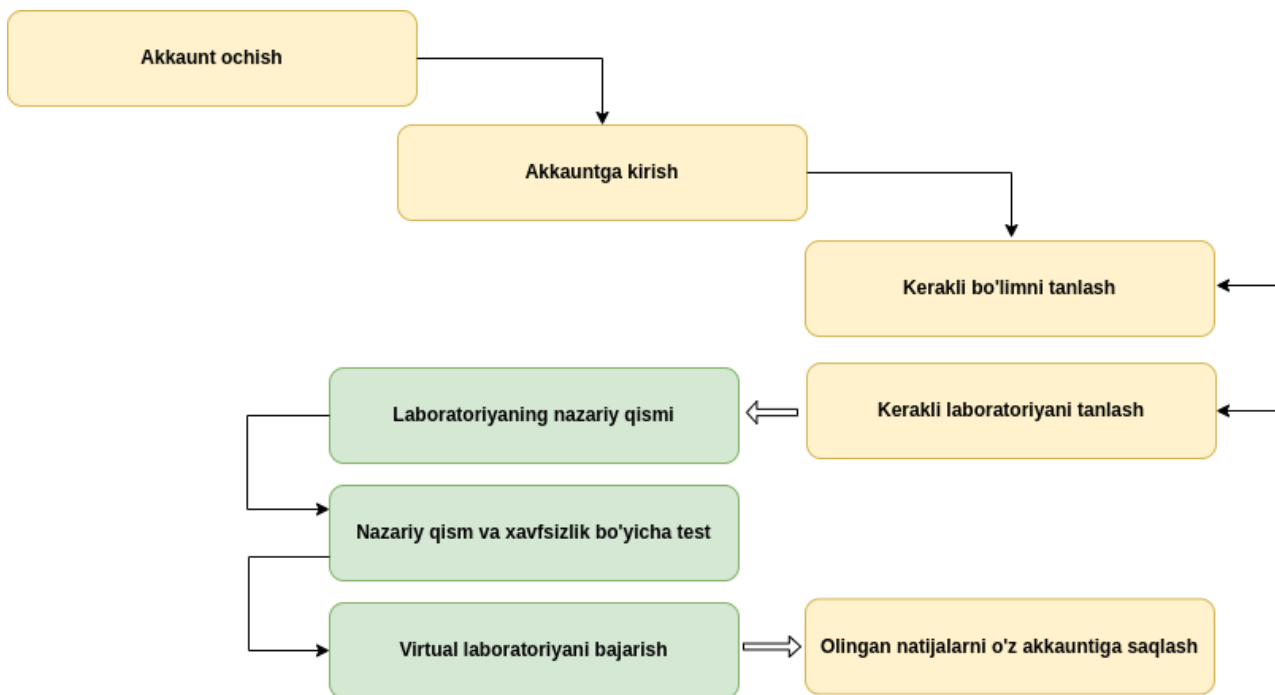 Akkaunt ochish
Akkauntga kirish
Kerakli bo'limni tanlash
Laboratoriyaning nazariy qismi
Kerakli laboratoriyani tanlash
Nazariy qism va xavfsizlik bo'yicha test
Virtual laboratoriyani bajarish
Olingan natijalarni o'z akkauntiga saqlash